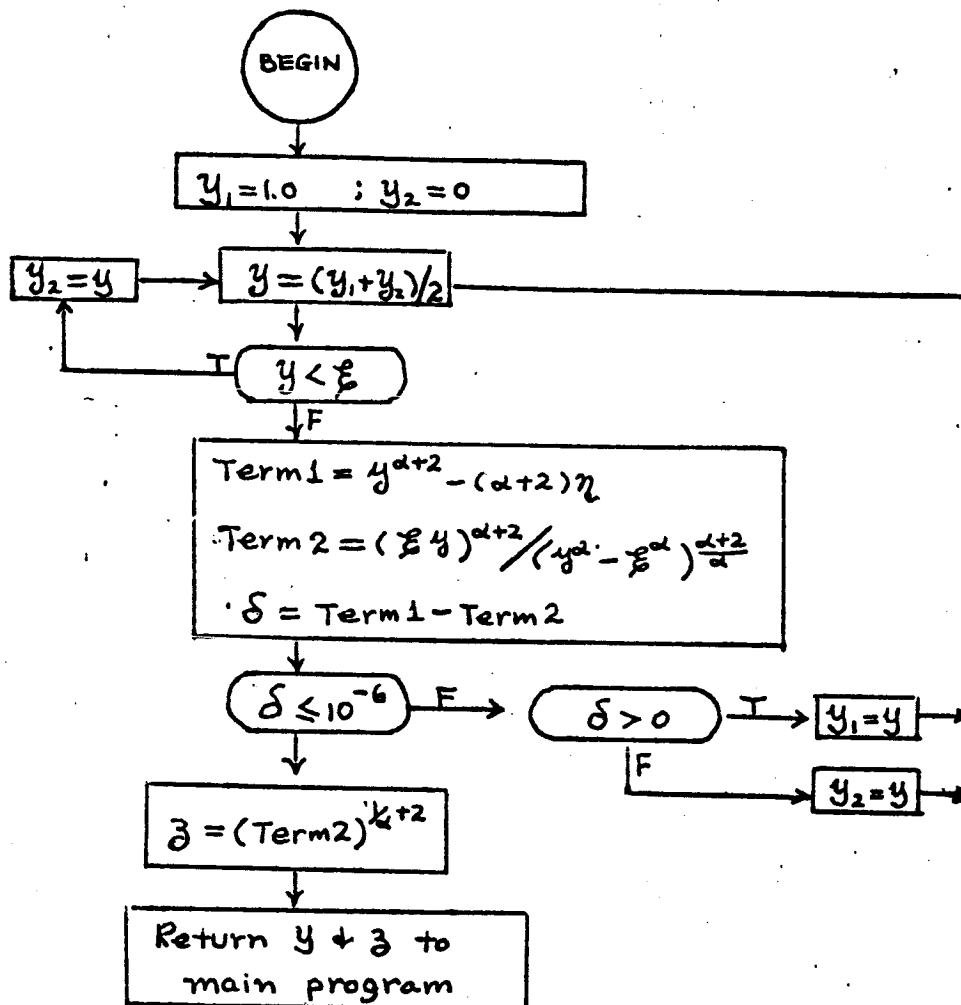 BEGIN
y₁ = 1.0 ; y₂ = 0
y₂ = y
y = (y₁ + y₂)/2
T
y < ξ
F
Term1 = y^{α+2} - (α+2)η
Term2 = (ξy)^{α+2}/(y^α - ξ^α)^{\frac{α+2}{α}}
δ = Term1 - Term2
δ ≤ 10^{-6}
F
δ > 0
T
y₁ = y
F
y₂ = y
z = (Term2)^{1/α+2}
Return y & z to
main program